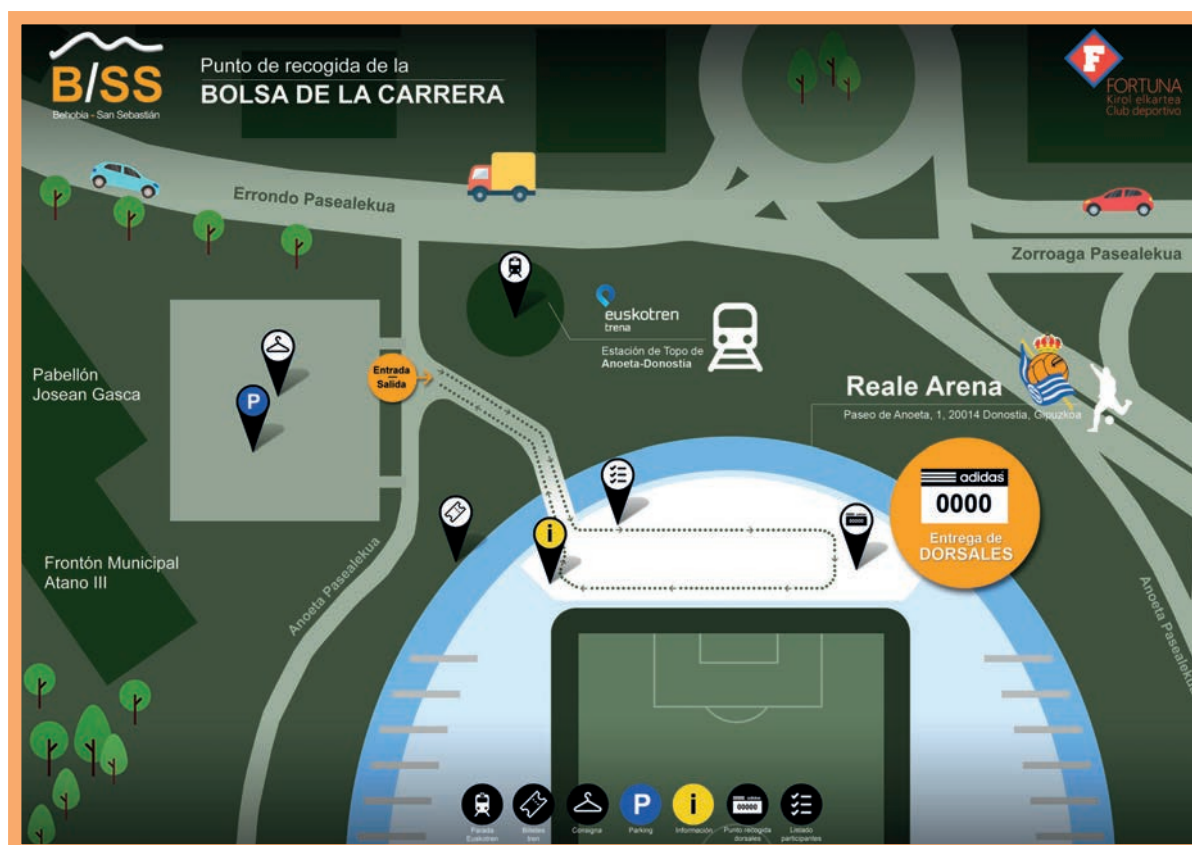 B/SS
Behobia - San Sebastián
Punto de recogida de la
BOLSA DE LA CARRERA
F
FORTUNA
Kirol elkartea
Club deportivo
Errondo Pasealekua
Zorroaga Pasealekua
euskotren
trena
Estación de Topo de
Anoeta-Donostia
Pabellón
Josean Gasca
P
Entrada
Salida
Reale Arena
Paseo de Anoeta, 1, 20014 Donostia, Gipuzkoa
adidas
0000
Entrega de
DORSALES
i
Frontón Municipal
Atano III
Anoeta Pasealekua
Anoeta Pasealekua
P
i
adidas
00000
Parada
Euskotren
Billetes
tren
Consigna
Parking
Información
Punto recogida
dorsales
Listado
participantes